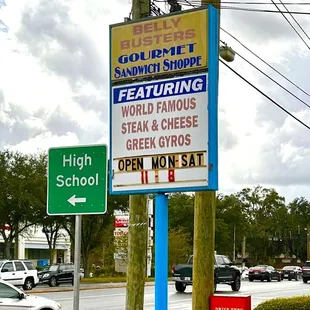 BELLY
BUSTERS
GOURMET
SANDWICH SHOPPE
FEATURING
WORLD FAMOUS
STEAK & CHEESE
GREEK GYROS
OPEN MON-SAT
11-8
High
School